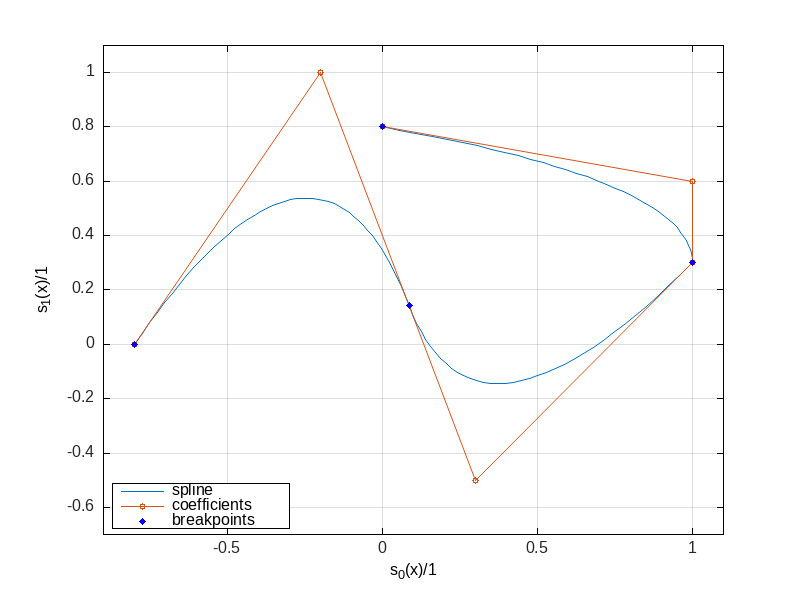 1
0.8
0.6
0.4
0.2
0
-0.2
-0.4
-0.6
s1(x)/1
spline
coefficients
breakpoints
-0.5 0 0.5 1
s0(x)/1